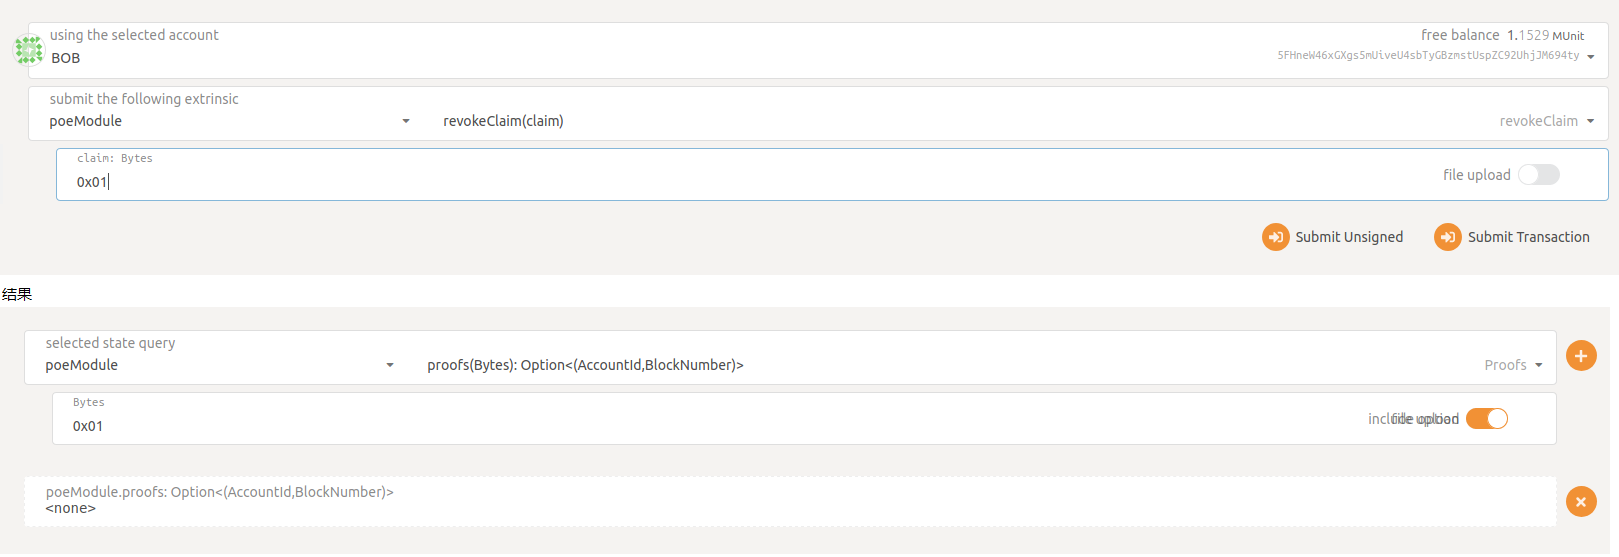 using the selected account
free balance 1.1529 MUnit
BOB
5FHneW46xGXgs5mUiveU4sbTyGBzmstUspZC92UhjJM694ty
submit the following extrinsic
poeModule
revokeClaim(claim)
revokeClaim
claim: Bytes
0x01
file upload
Submit Unsigned
Submit Transaction
结果
selected state query
poeModule
proofs(Bytes): Option<(AccountId,BlockNumber)>
Proofs
Bytes
0x01
include option
file upload
poeModule.proofs: Option<(AccountId,BlockNumber)>
<none>